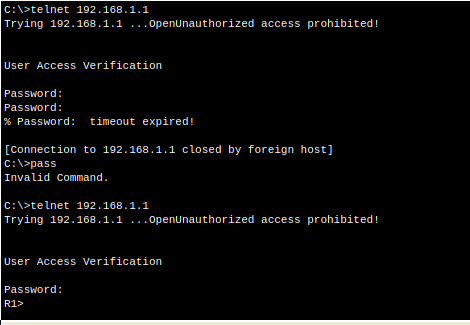 C:\>telnet 192.168.1.1
Trying 192.168.1.1 ...OpenUnauthorized access prohibited!
User Access Verification
Password:
Password:
% Password:  timeout expired!
[Connection to 192.168.1.1 closed by foreign host]
C:\>pass
Invalid Command.
C:\>telnet 192.168.1.1
Trying 192.168.1.1 ...OpenUnauthorized access prohibited!
User Access Verification
Password:
R1>